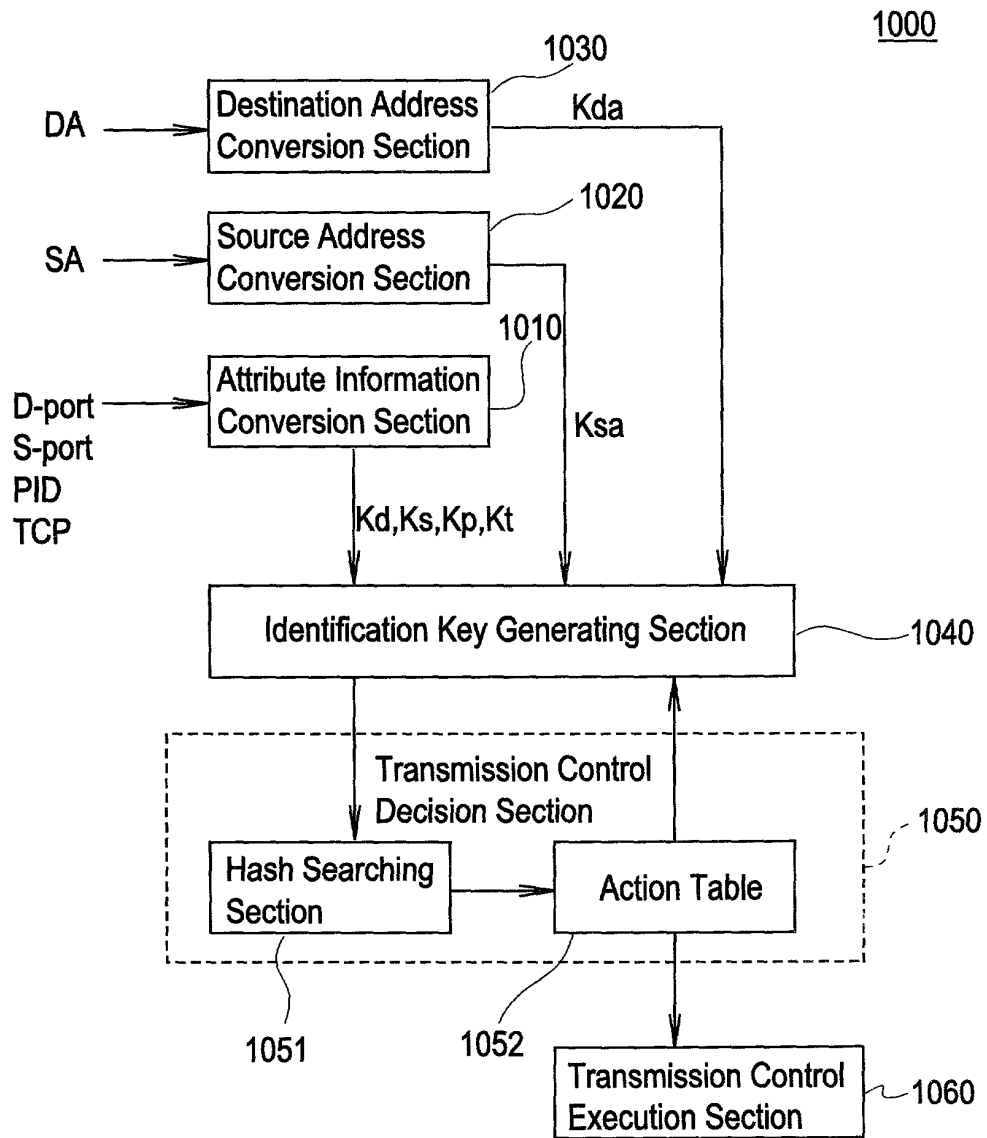 1000
1030
DA
Destination Address
Conversion Section
Kda
1020
SA
Source Address
Conversion Section
1010
D-port
S-port
PID
TCP
Attribute Information
Conversion Section
Ksa
Kd,Ks,Kp,Kt
Identification Key Generating Section
1040
Transmission Control
Decision Section
1050
Hash Searching
Section
Action Table
1051
1052
Transmission Control
Execution Section
1060